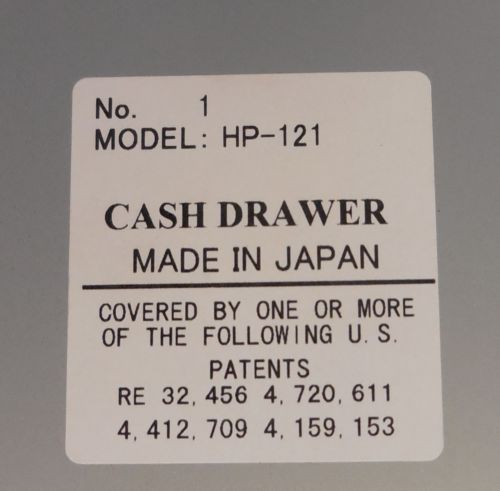 No. 1
MODEL: HP-121
CASH DRAWER
MADE IN JAPAN
COVERED BY ONE OR MORE
OF THE FOLLOWING U.S.
PATENTS
RE 32,456 4,720,611
4,412,709 4,159,153